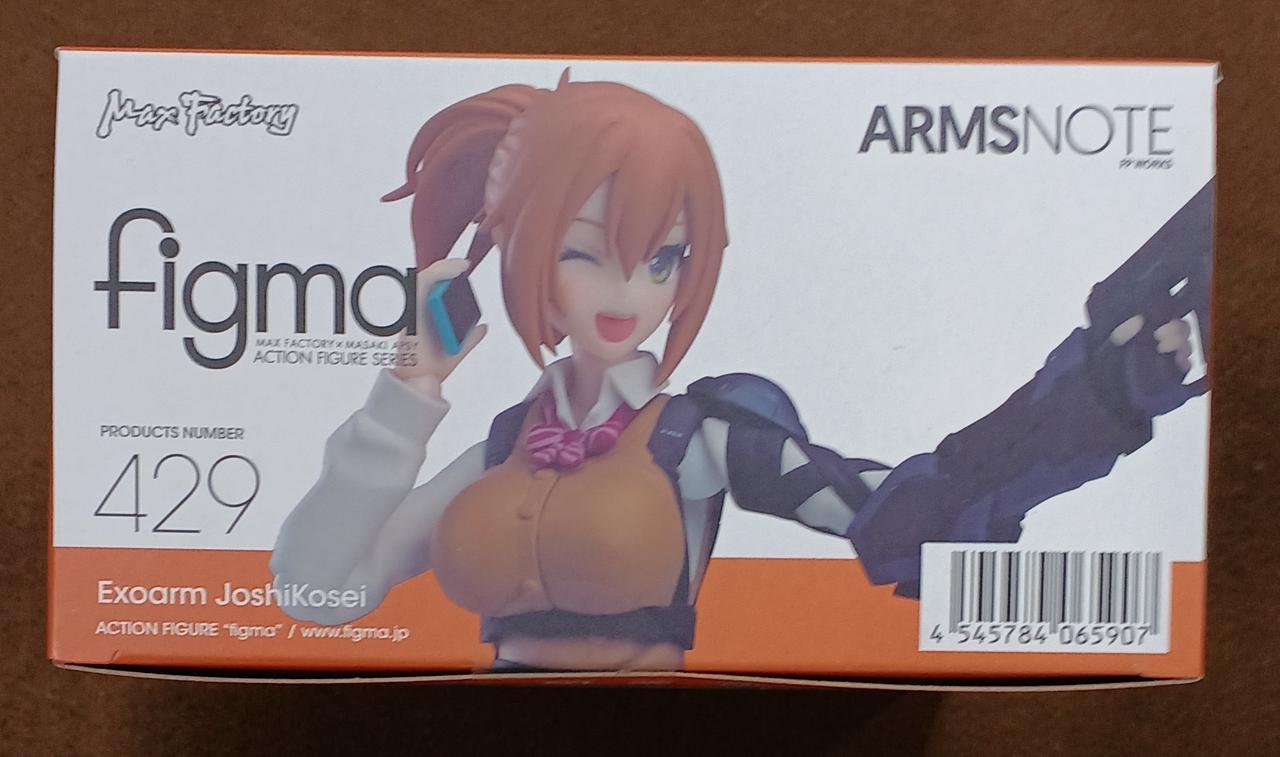 Max Factory
ARMSNOTE
PP WORKS
figma
MAX FACTORY × MASAKI APSY
ACTION FIGURE SERIES
PRODUCTS NUMBER
429
Exoarm JoshiKosei
ACTION FIGURE "figma" / www.figma.jp
4 545784 065907